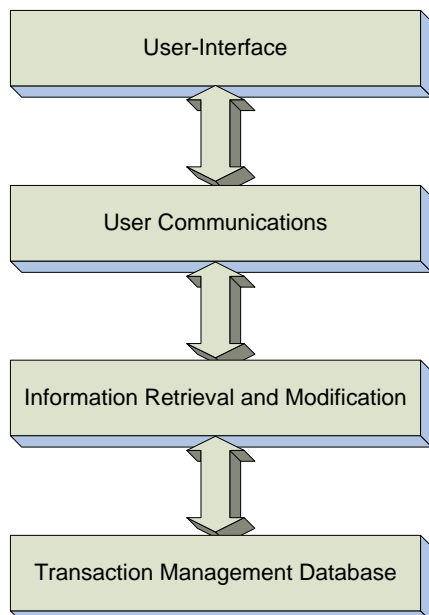 User-Interface
User Communications
Information Retrieval and Modification
Transaction Management Database